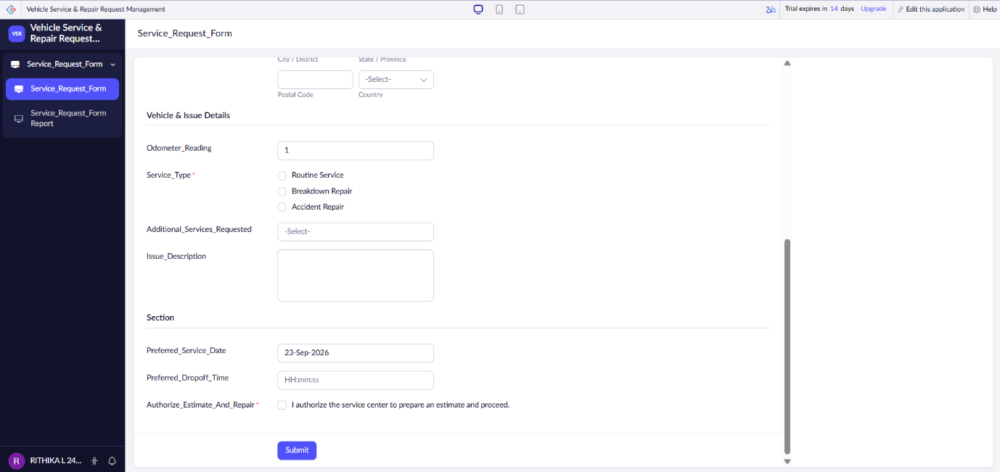 Vehicle Service & Repair Request Management
Trial expires in 14 days Upgrade
Edit this application
Help
VSR
Vehicle Service &
Repair Request...
Service_Request_Form
Service_Request_Form
Service_Request_Form
Report
RITHIKA L 24...
R
Service_Request_Form
City / District
State / Province
-Select-
Postal Code
Country
Vehicle & Issue Details
Odometer_Reading
1
Service_Type *
Routine Service
Breakdown Repair
Accident Repair
Additional_Services_Requested
-Select-
Issue_Description
Section
Preferred_Service_Date
23-Sep-2026
Preferred_Dropoff_Time
HH:mm:ss
Authorize_Estimate_And_Repair *
I authorize the service center to prepare an estimate and proceed.
Submit